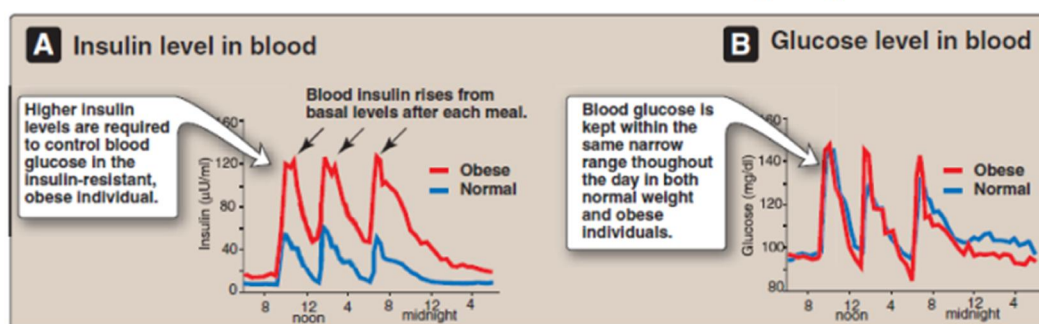 A Insulin level in blood
Higher insulin
levels are required
to control blood
glucose in the
insulin-resistant,
obese individual.
Blood insulin rises from
basal levels after each meal.
Insulin (µU/ml)
160
120
80
40
0
Obese
Normal
8 12 4 8 12 4
noon midnight
B Glucose level in blood
Blood glucose is
kept within the
same narrow
range thoughout
the day in both
normal weight
and obese
individuals.
Glucose (mg/dl)
160
140
120
100
80
Obese
Normal
8 12 4 8 12 4
noon midnight